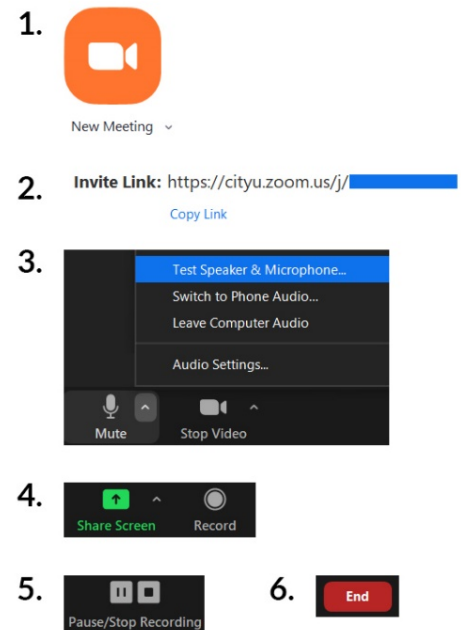 1.
New Meeting
2. Invite Link: https://cityu.zoom.us/j/
Copy Link
3.
Test Speaker & Microphone...
Switch to Phone Audio...
Leave Computer Audio
Audio Settings...
Mute Stop Video
4.
Share Screen Record
5. 
Pause/Stop Recording
6. End